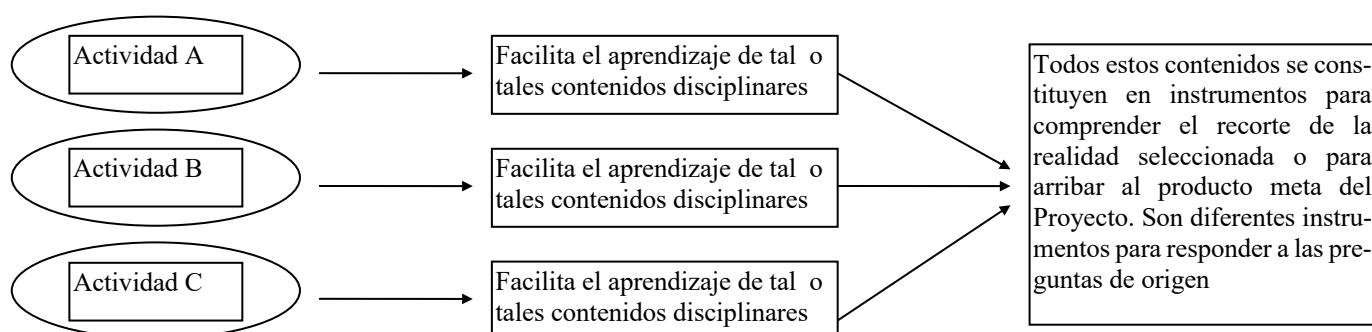 Actividad A
Facilita el aprendizaje de tal o
tales contenidos disciplinares
Actividad B
Facilita el aprendizaje de tal o
tales contenidos disciplinares
Actividad C
Facilita el aprendizaje de tal o
tales contenidos disciplinares
Todos estos contenidos se cons-
tituyen en instrumentos para
comprender el recorte de la
realidad seleccionada o para
arribar al producto meta del
Proyecto. Son diferentes instru-
mentos para responder a las pre-
guntas de origen